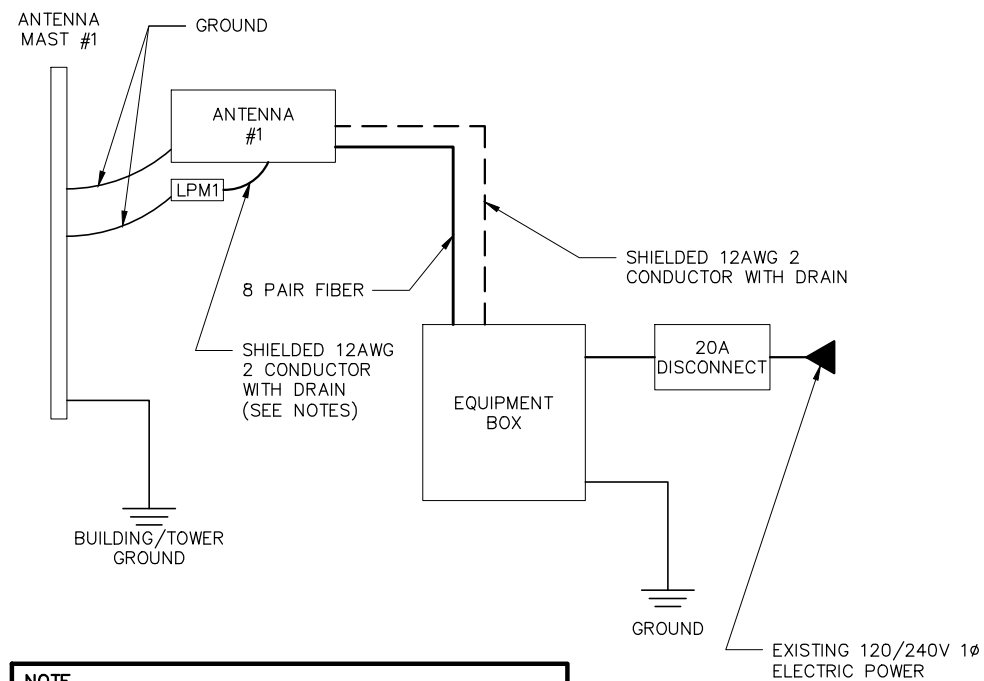 ANTENNA
MAST #1
GROUND
ANTENNA
#1
LPM1
8 PAIR FIBER
SHIELDED 12AWG 2
CONDUCTOR WITH DRAIN
SHIELDED 12AWG
2 CONDUCTOR
WITH DRAIN
(SEE NOTES)
20A
DISCONNECT
EQUIPMENT
BOX
BUILDING/TOWER
GROUND
GROUND
EXISTING 120/240V 1ø
ELECTRIC POWER
NOTE